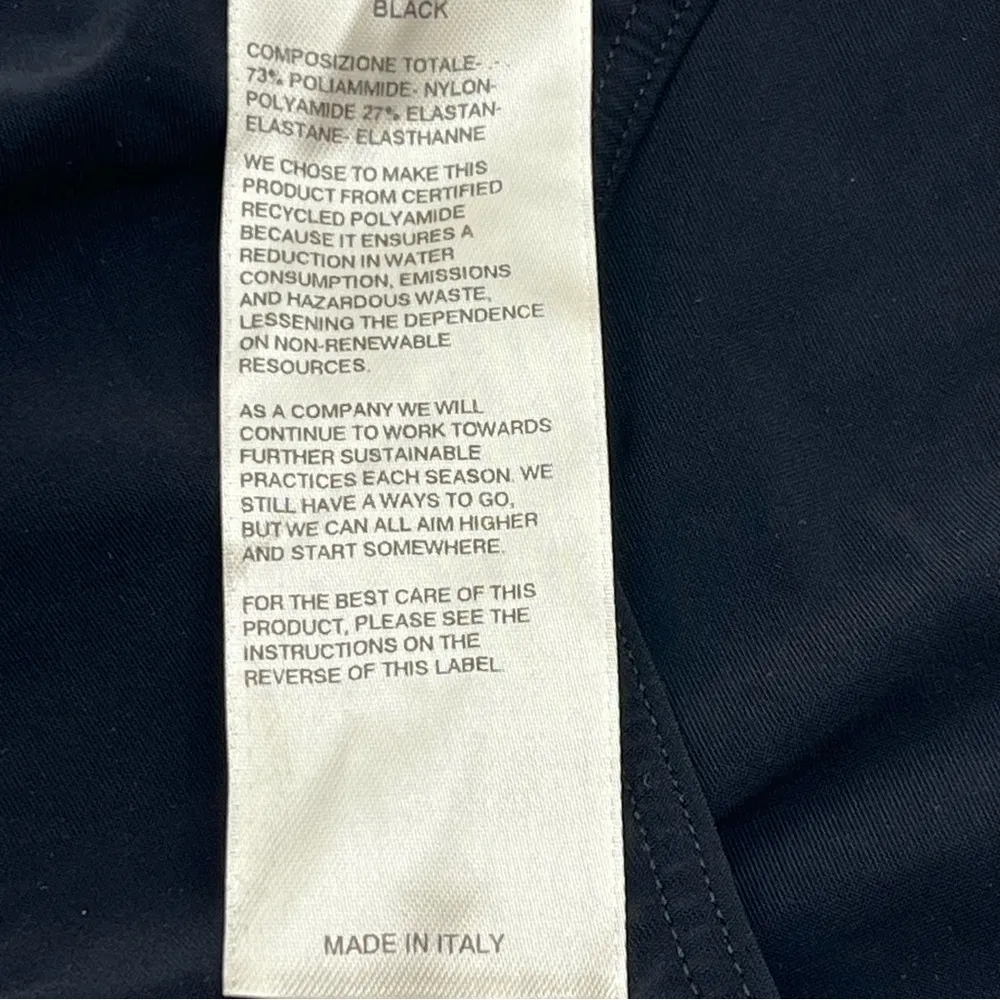 BLACK
COMPOSIZIONE TOTALE- -
73% POLIAMMIDE- NYLON-
POLYAMIDE 27% ELASTAN-
ELASTANE- ELASTHANNE
WE CHOSE TO MAKE THIS
PRODUCT FROM CERTIFIED
RECYCLED POLYAMIDE
BECAUSE IT ENSURES A
REDUCTION IN WATER
CONSUMPTION, EMISSIONS
AND HAZARDOUS WASTE,
LESSENING THE DEPENDENCE
ON NON-RENEWABLE
RESOURCES.
AS A COMPANY WE WILL
CONTINUE TO WORK TOWARDS
FURTHER SUSTAINABLE
PRACTICES EACH SEASON. WE
STILL HAVE A WAYS TO GO,
BUT WE CAN ALL AIM HIGHER
AND START SOMEWHERE.
FOR THE BEST CARE OF THIS
PRODUCT, PLEASE SEE THE
INSTRUCTIONS ON THE
REVERSE OF THIS LABEL.
MADE IN ITALY